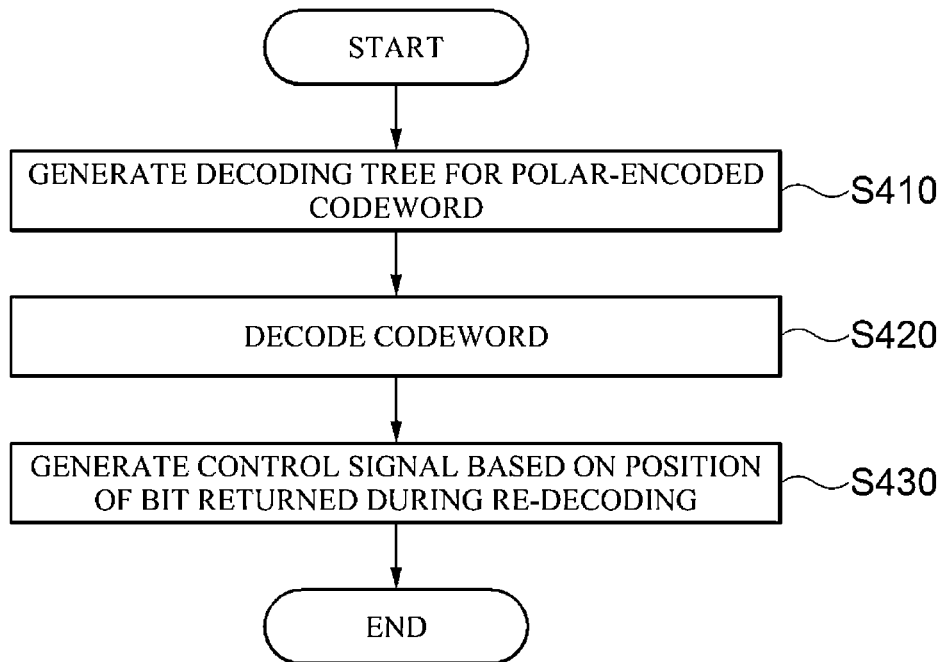 START
GENERATE DECODING TREE FOR POLAR-ENCODED
CODEWORD
S410
DECODE CODEWORD
S420
GENERATE CONTROL SIGNAL BASED ON POSITION
OF BIT RETURNED DURING RE-DECODING
S430
END